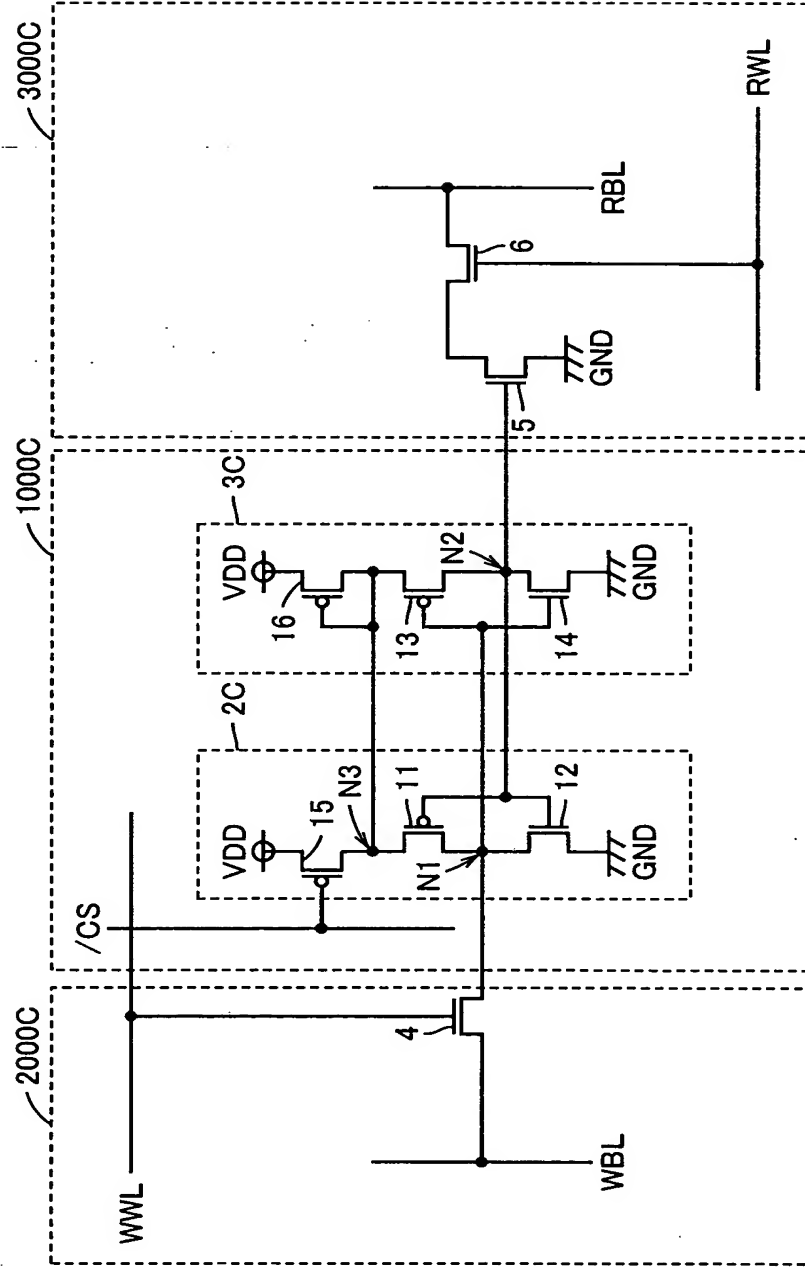 2000C
1000C
3000C
WWL
/CS
2C
3C
VDD
15
N3
11
N1
12
GND
VDD
16
13
N2
14
GND
4
WBL
5
GND
6
RBL
RWL